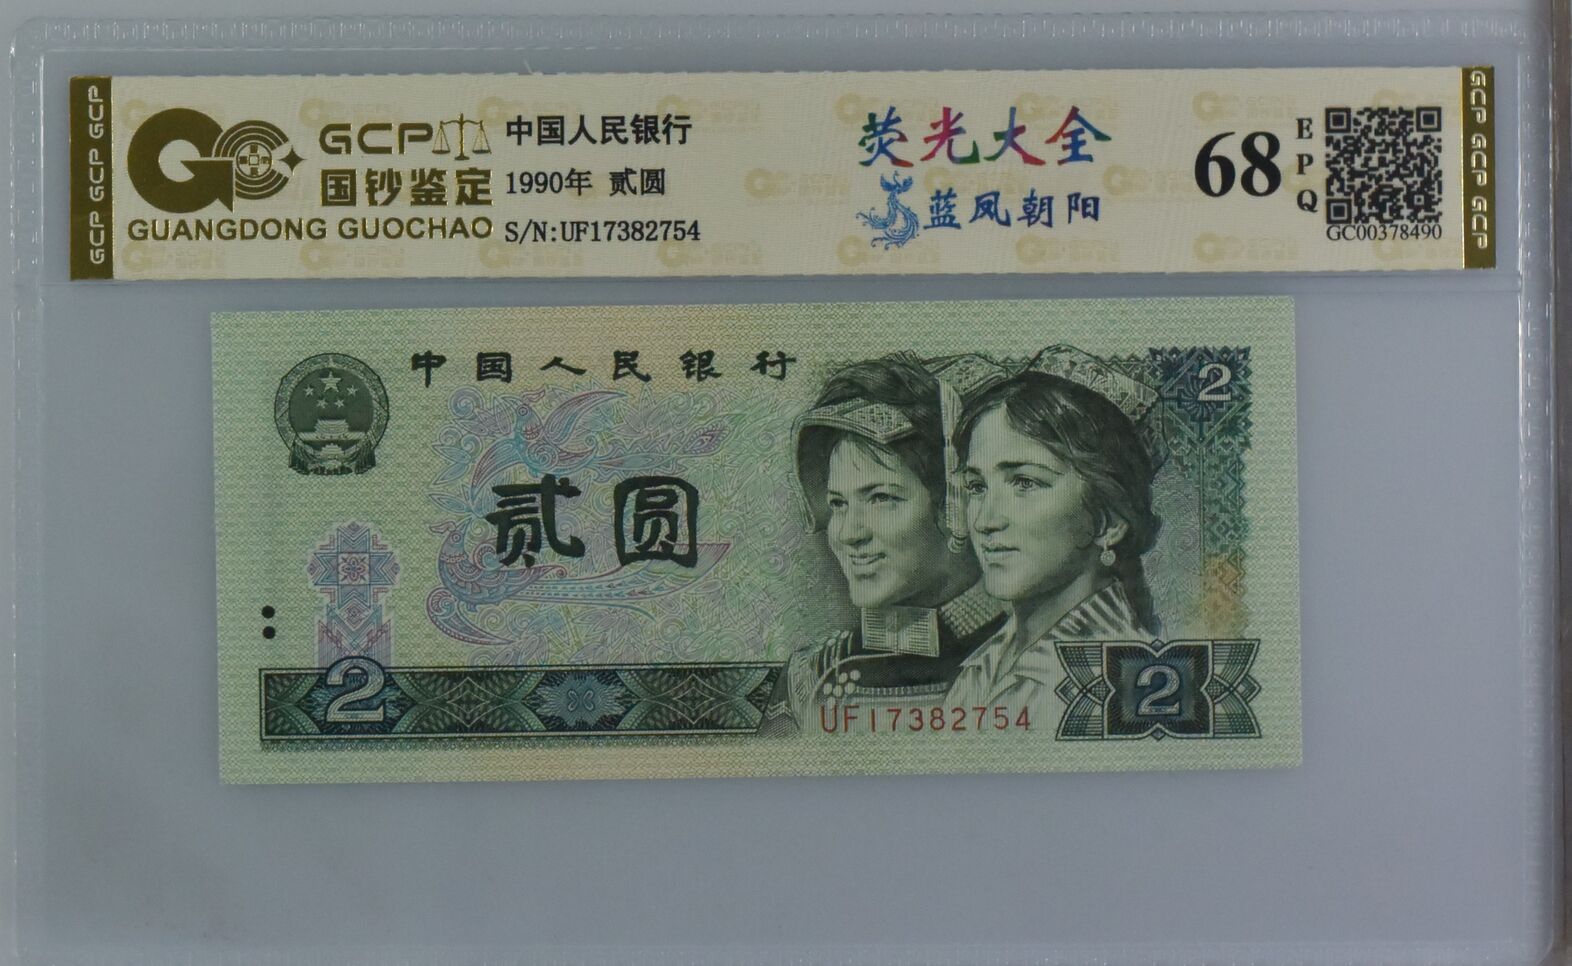 GCP GCP GCP
GCP
国钞鉴定
GUANGDONG GUOCHAO
中国人民银行
1990年 贰圆
S/N:UF17382754
荧光大全
蓝凤朝阳
68
EPQ
GC00378490
GCP GCP GCP
中国人民银行
2
贰圆
2
UF17382754
2